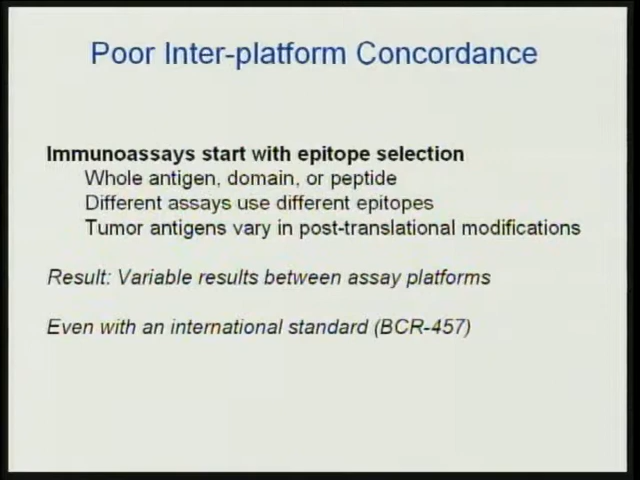 Poor Inter-platform Concordance
Immunoassays start with epitope selection
Whole antigen, domain, or peptide
Different assays use different epitopes
Tumor antigens vary in post-translational modifications
Result: Variable results between assay platforms
Even with an international standard (BCR-457)